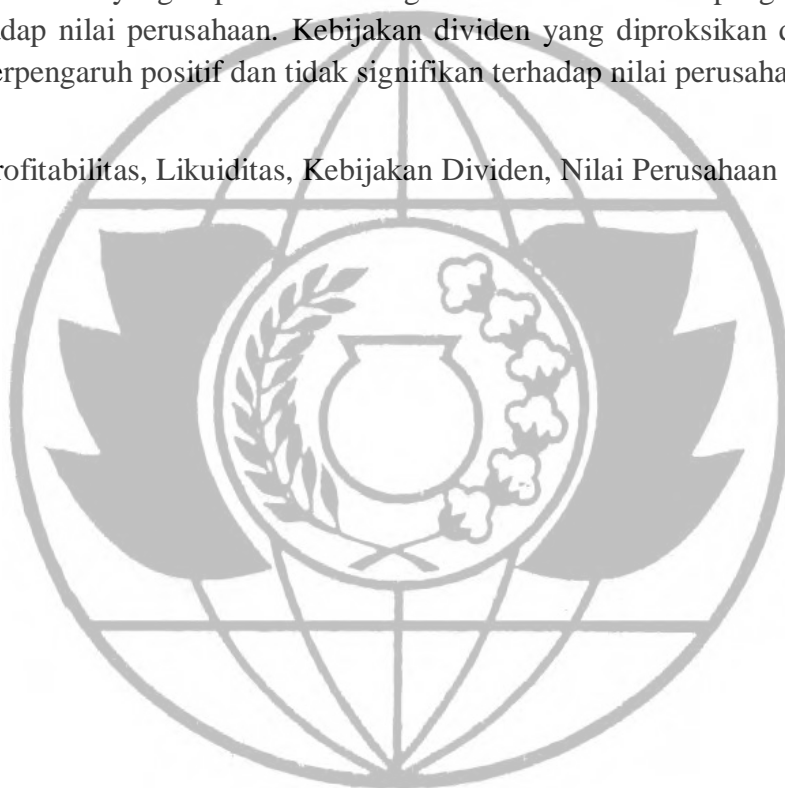 dap nilai perusahaan. Kebijakan dividen yang diproksikan d
erpengaruh positif dan tidak signifikan terhadap nilai perusaha
rofitabilitas, Likuiditas, Kebijakan Dividen, Nilai Perusahaan